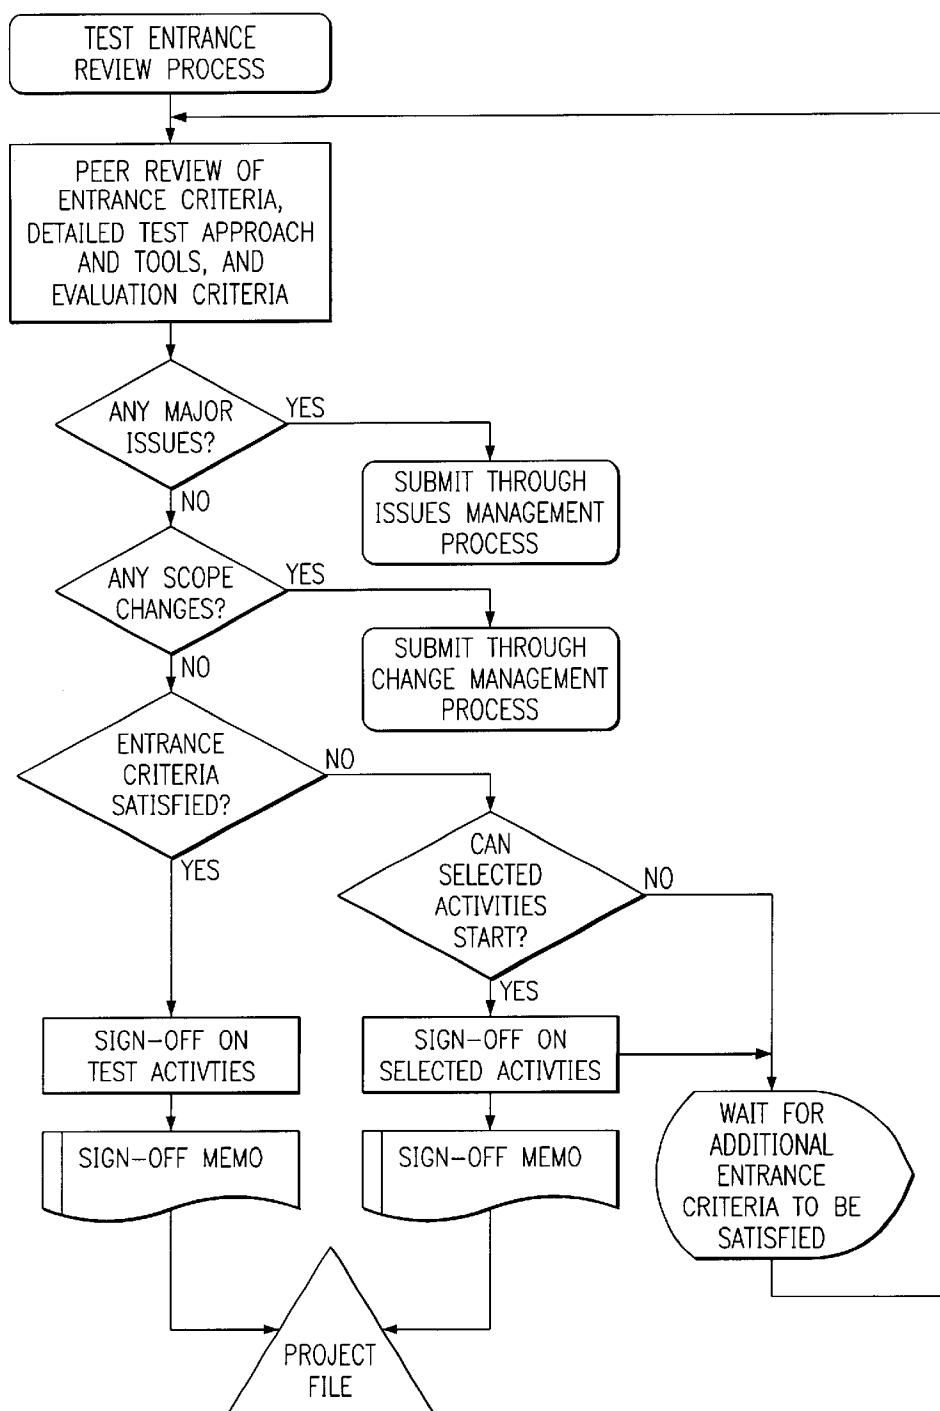 TEST ENTRANCE
REVIEW PROCESS
PEER REVIEW OF
ENTRANCE CRITERIA,
DETAILED TEST APPROACH
AND TOOLS, AND
EVALUATION CRITERIA
ANY MAJOR
ISSUES?
YES
NO
SUBMIT THROUGH
ISSUES MANAGEMENT
PROCESS
ANY SCOPE
CHANGES?
YES
NO
SUBMIT THROUGH
CHANGE MANAGEMENT
PROCESS
ENTRANCE
CRITERIA
SATISFIED?
NO
YES
CAN
SELECTED
ACTIVITIES
START?
NO
YES
SIGN-OFF ON
TEST ACTIVTIES
SIGN-OFF ON
SELECTED ACTIVTIES
SIGN-OFF MEMO
SIGN-OFF MEMO
WAIT FOR
ADDITIONAL
ENTRANCE
CRITERIA TO BE
SATISFIED
PROJECT
FILE